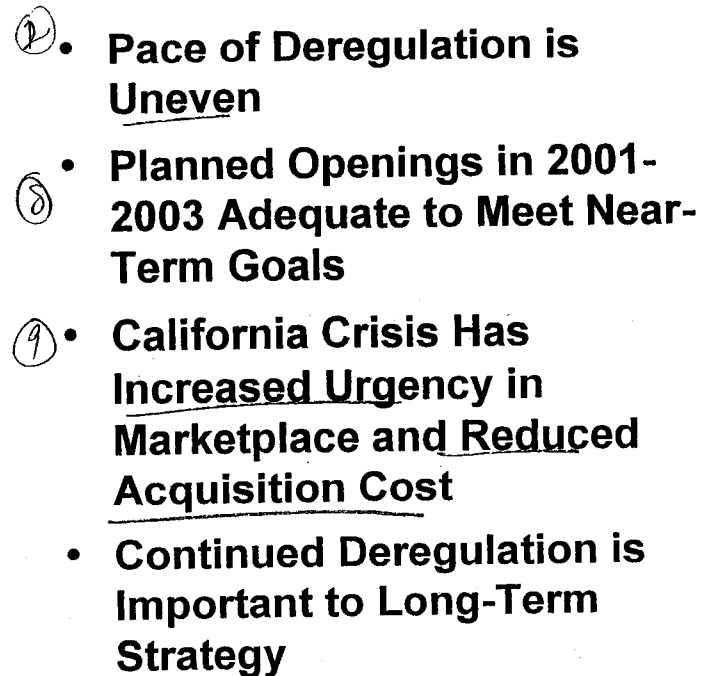 • Pace of Deregulation is
Uneven
• Planned Openings in 2001-
⑧ 2003 Adequate to Meet Near-
Term Goals
⑨ • California Crisis Has
Increased Urgency in
Marketplace and Reduced
Acquisition Cost
• Continued Deregulation is
Important to Long-Term
Strategy